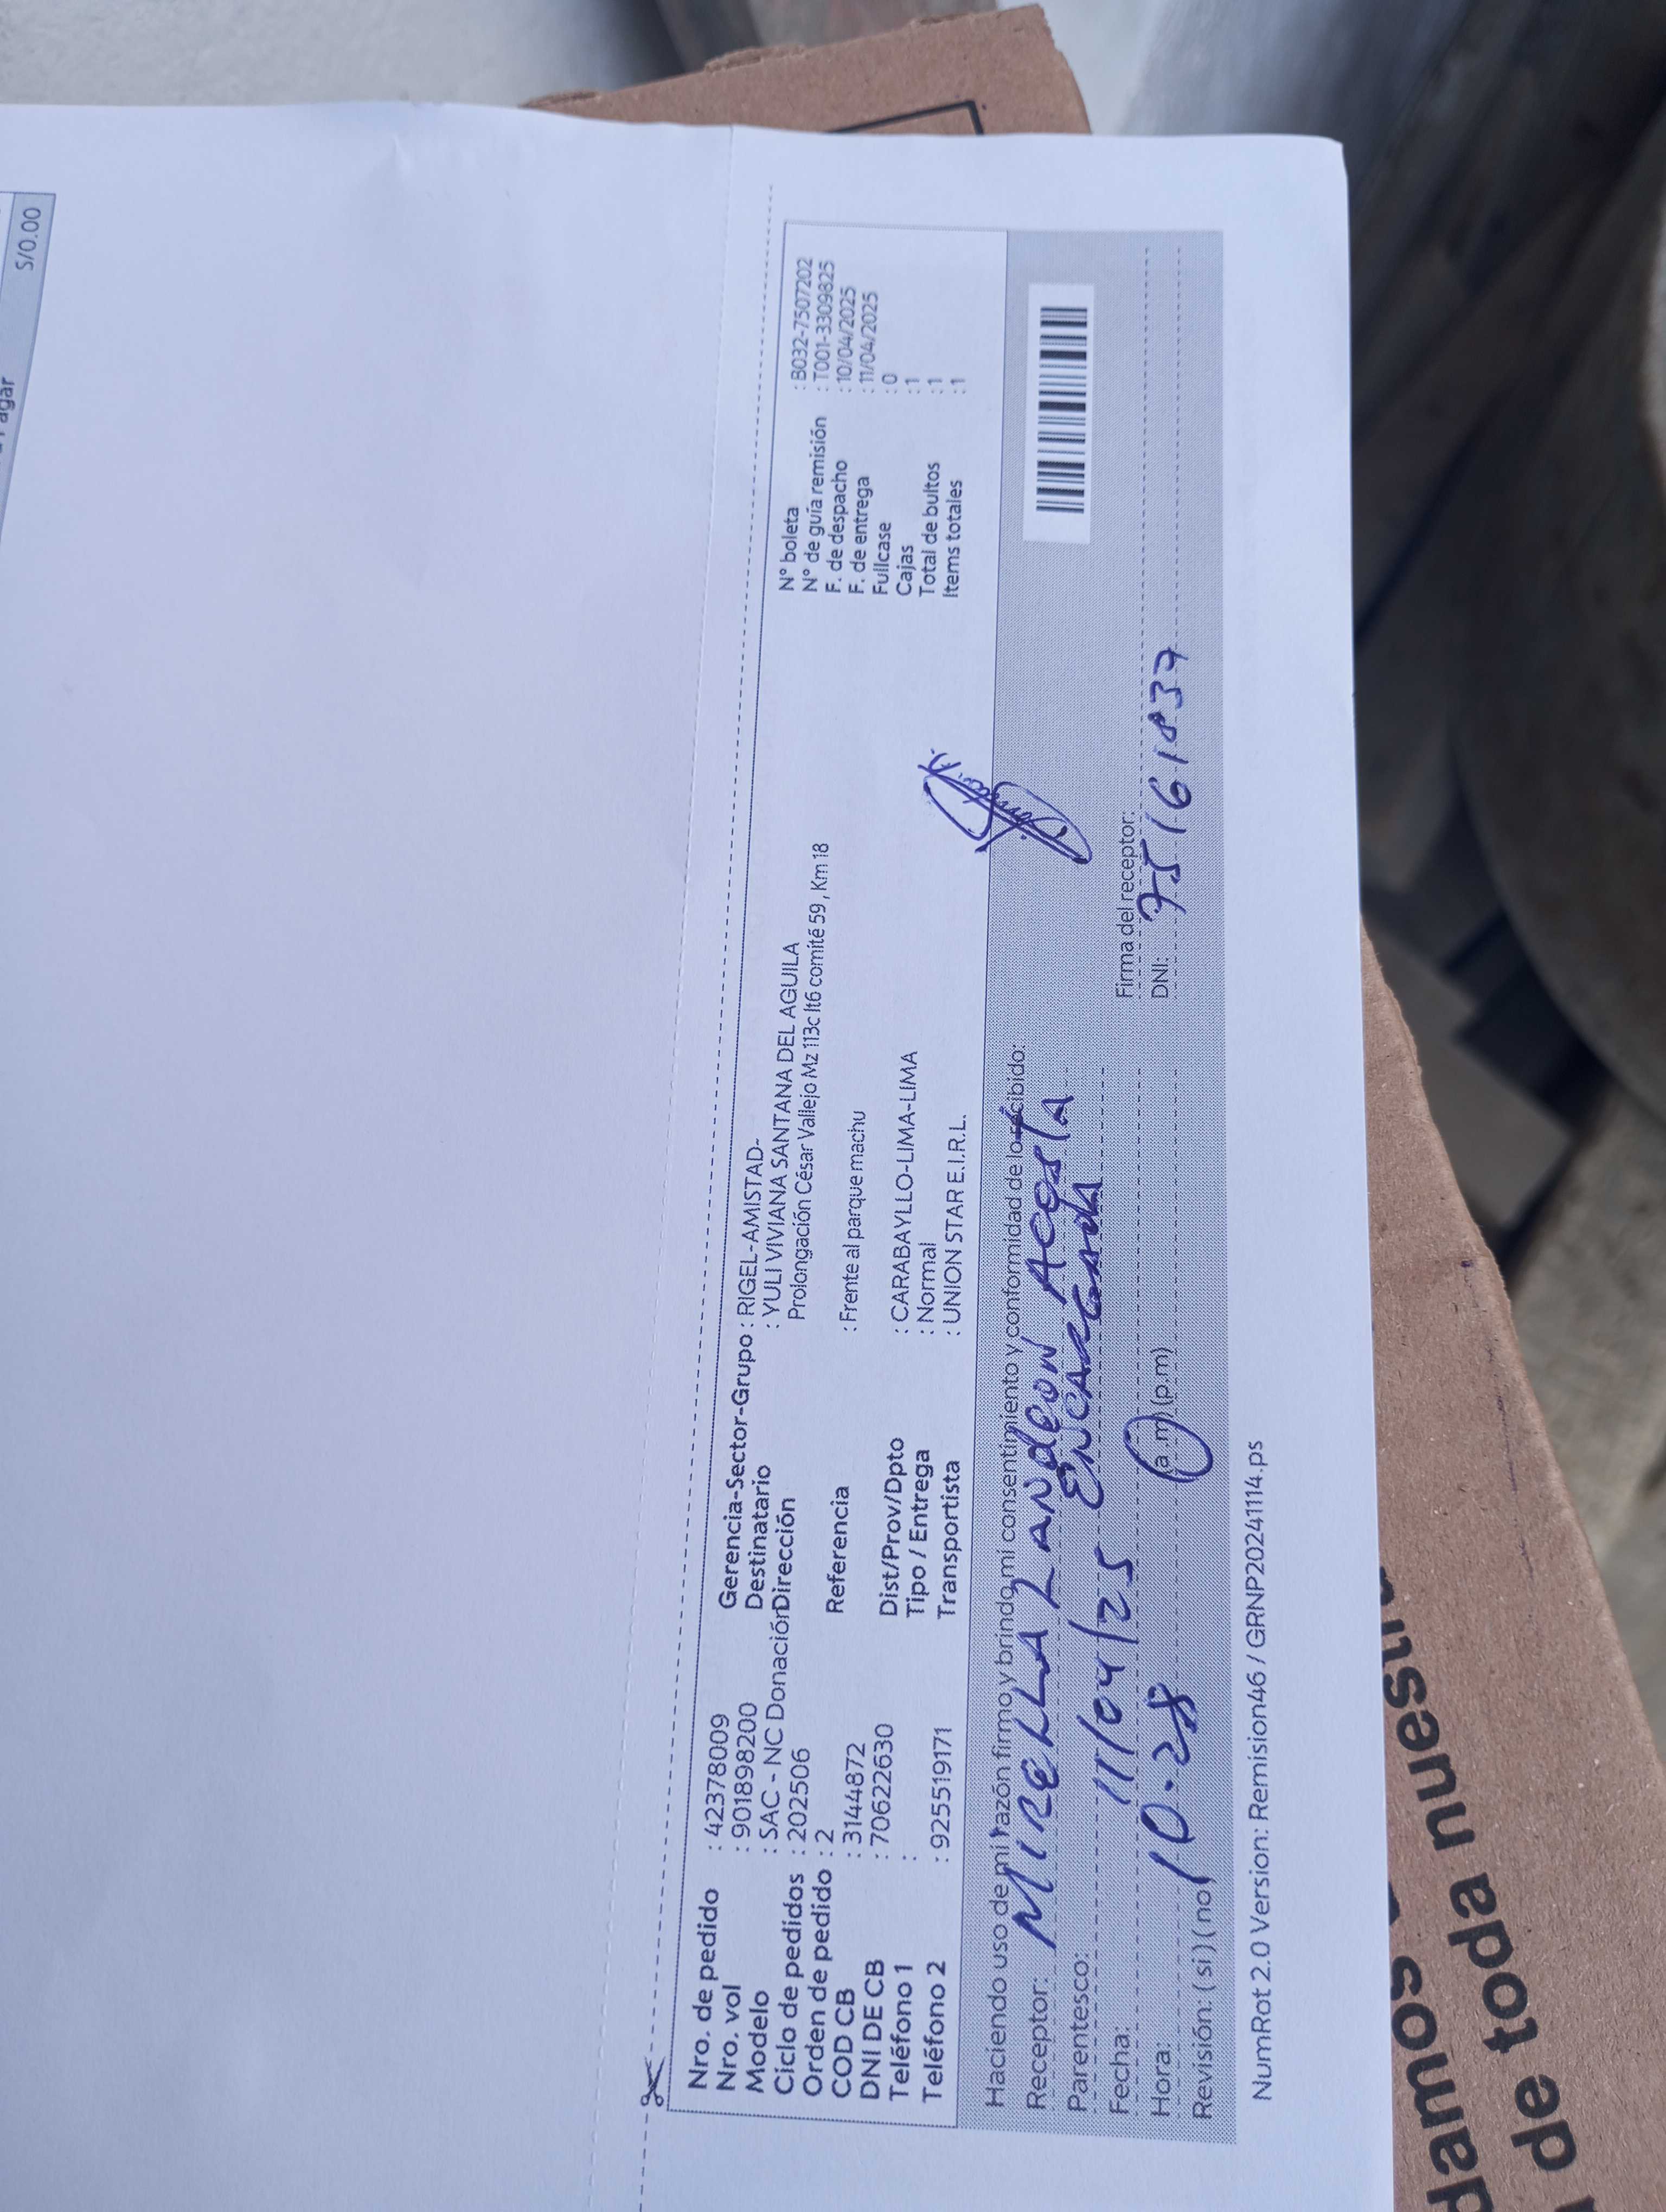 agar
S/0.00
Nro. de pedido : 42378009
Nro. vol : 901898200
Modelo : SAC - NC Donación
Ciclo de pedidos : 202506
Orden de pedido : 2
COD CB : 31444872
DNI DE CB : 70622630
Teléfono 1 :
Teléfono 2 : 925519171
Gerencia-Sector-Grupo : RIGEL-AMISTAD-
Destinatario : YULI VIVIANA SANTANA DEL AGUILA
Dirección Prolongación César Vallejo Mz 113c lt6 comité 59 , Km 18
Referencia : Frente al parque machu
Dist/Prov/Dpto : CARABAYLLO-LIMA-LIMA
Tipo / Entrega : Normal
Transportista : UNION STAR E.I.R.L.
N° boleta : B032-7507202
N° de guía remisión : T001-3309825
F. de despacho : 10/04/2025
F. de entrega : 11/04/2025
Fullcase : 0
Cajas : 1
Total de bultos : 1
Items totales : 1
Haciendo uso de mi razón firmo y brindo mi consentimiento y conformidad de lo recibido:
Receptor: MIRELLA LANDEON ACOSTA
Parentesco: ENCARGADA
Fecha: 11/04/25
Hora: 10.28 (a.m) (p.m)
Revisión: (si) (no)
Firma del receptor:
DNI: 75161837
NumRot 2.0 Version: Remision46 / GRNP20241114.ps
damos
de toda nuestr